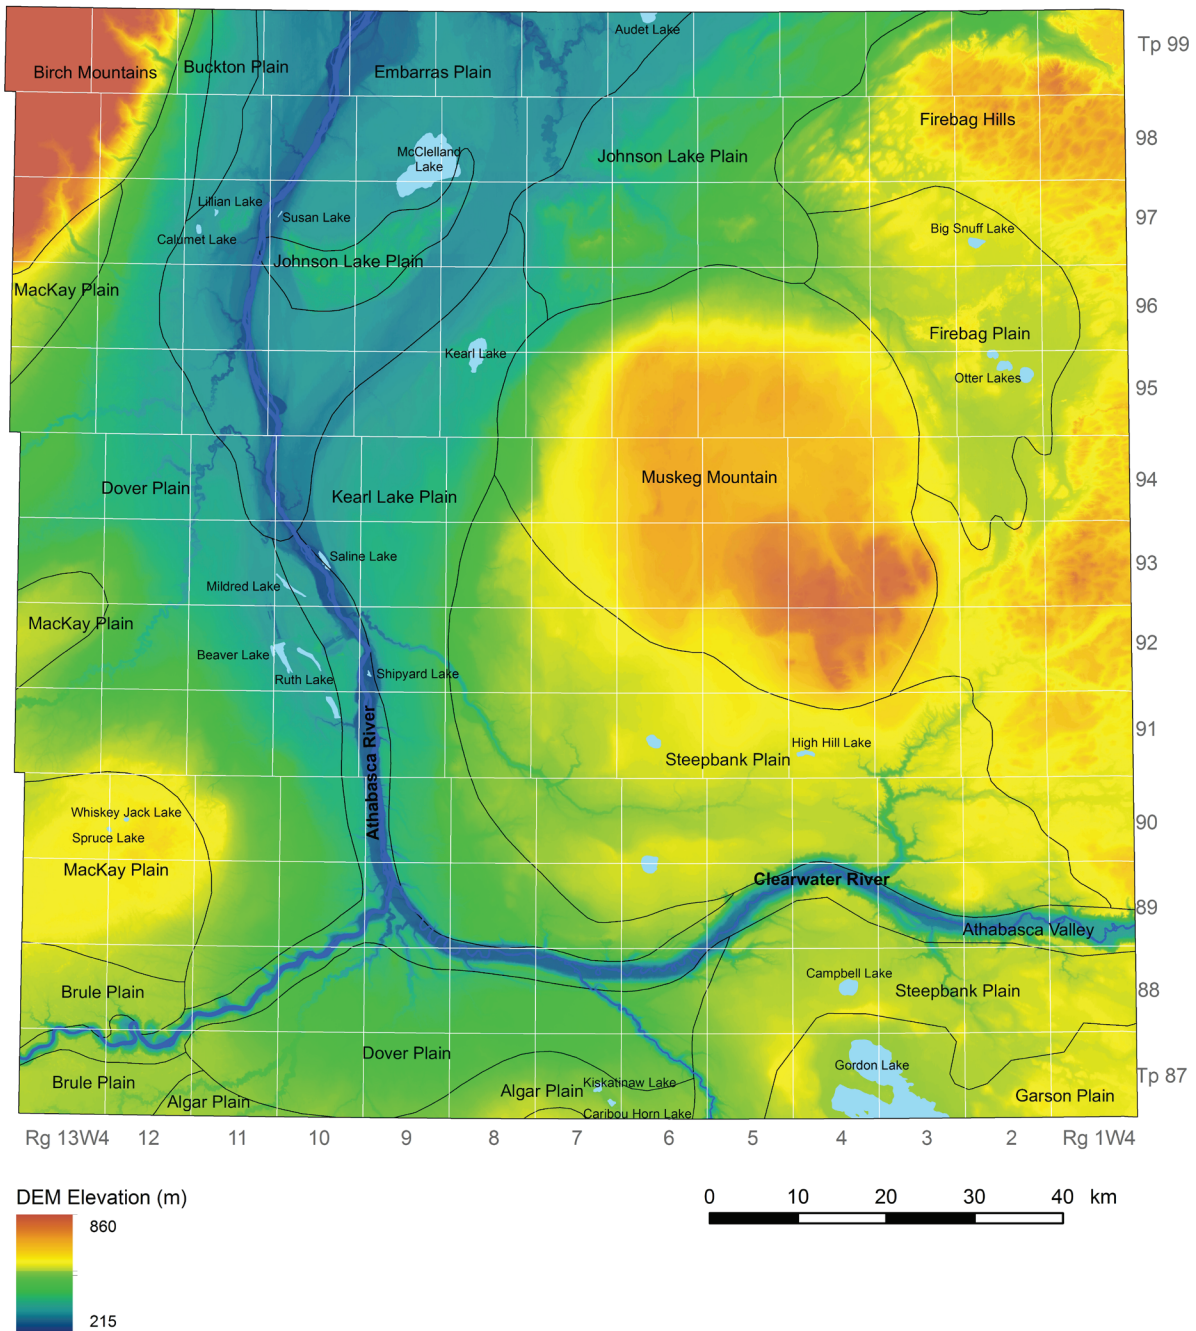 Audet Lake
Tp 99
Birch Mountains
Buckton Plain
Embarras Plain
Firebag Hills
98
McClelland
Lake
Johnson Lake Plain
Lillian Lake
Susan Lake
97
Calumet Lake
Big Snuff Lake
Johnson Lake Plain
MacKay Plain
96
Firebag Plain
Kearl Lake
Otter Lakes
95
Muskeg Mountain
94
Dover Plain
Kearl Lake Plain
Saline Lake
93
Mildred Lake
MacKay Plain
92
Beaver Lake
Ruth Lake
Shipyard Lake
Athabasca River
91
High Hill Lake
Steepbank Plain
Whiskey Jack Lake
90
Spruce Lake
MacKay Plain
Clearwater River
89
Athabasca Valley
Campbell Lake
Brule Plain
Steepbank Plain
88
Dover Plain
Gordon Lake
Tp 87
Brule Plain
Algar Plain
Kiskatinaw Lake
Garson Plain
Algar Plain
Caribou Horn Lake
Rg 13W4 12 11 10 9 8 7 6 5 4 3 2 Rg 1W4
DEM Elevation (m)
860
215
0 10 20 30 40 km